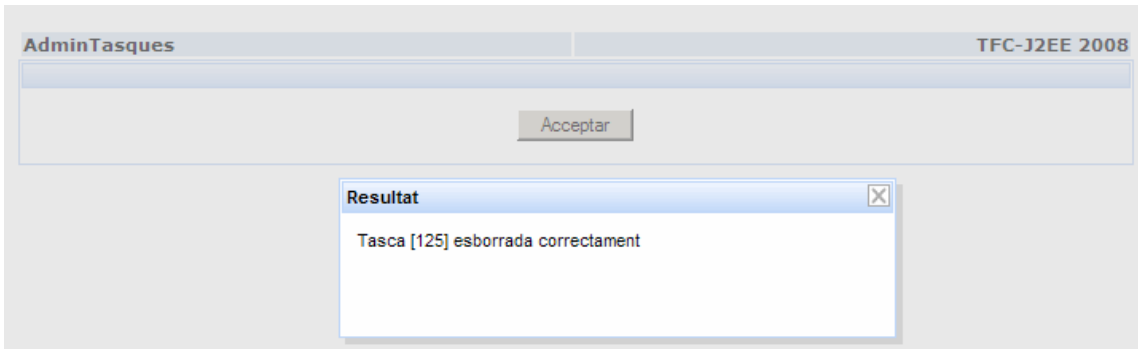 AdminTasques TFC-J2EE 2008
Acceptar
Resultat
Tasca [125] esborrada correctament